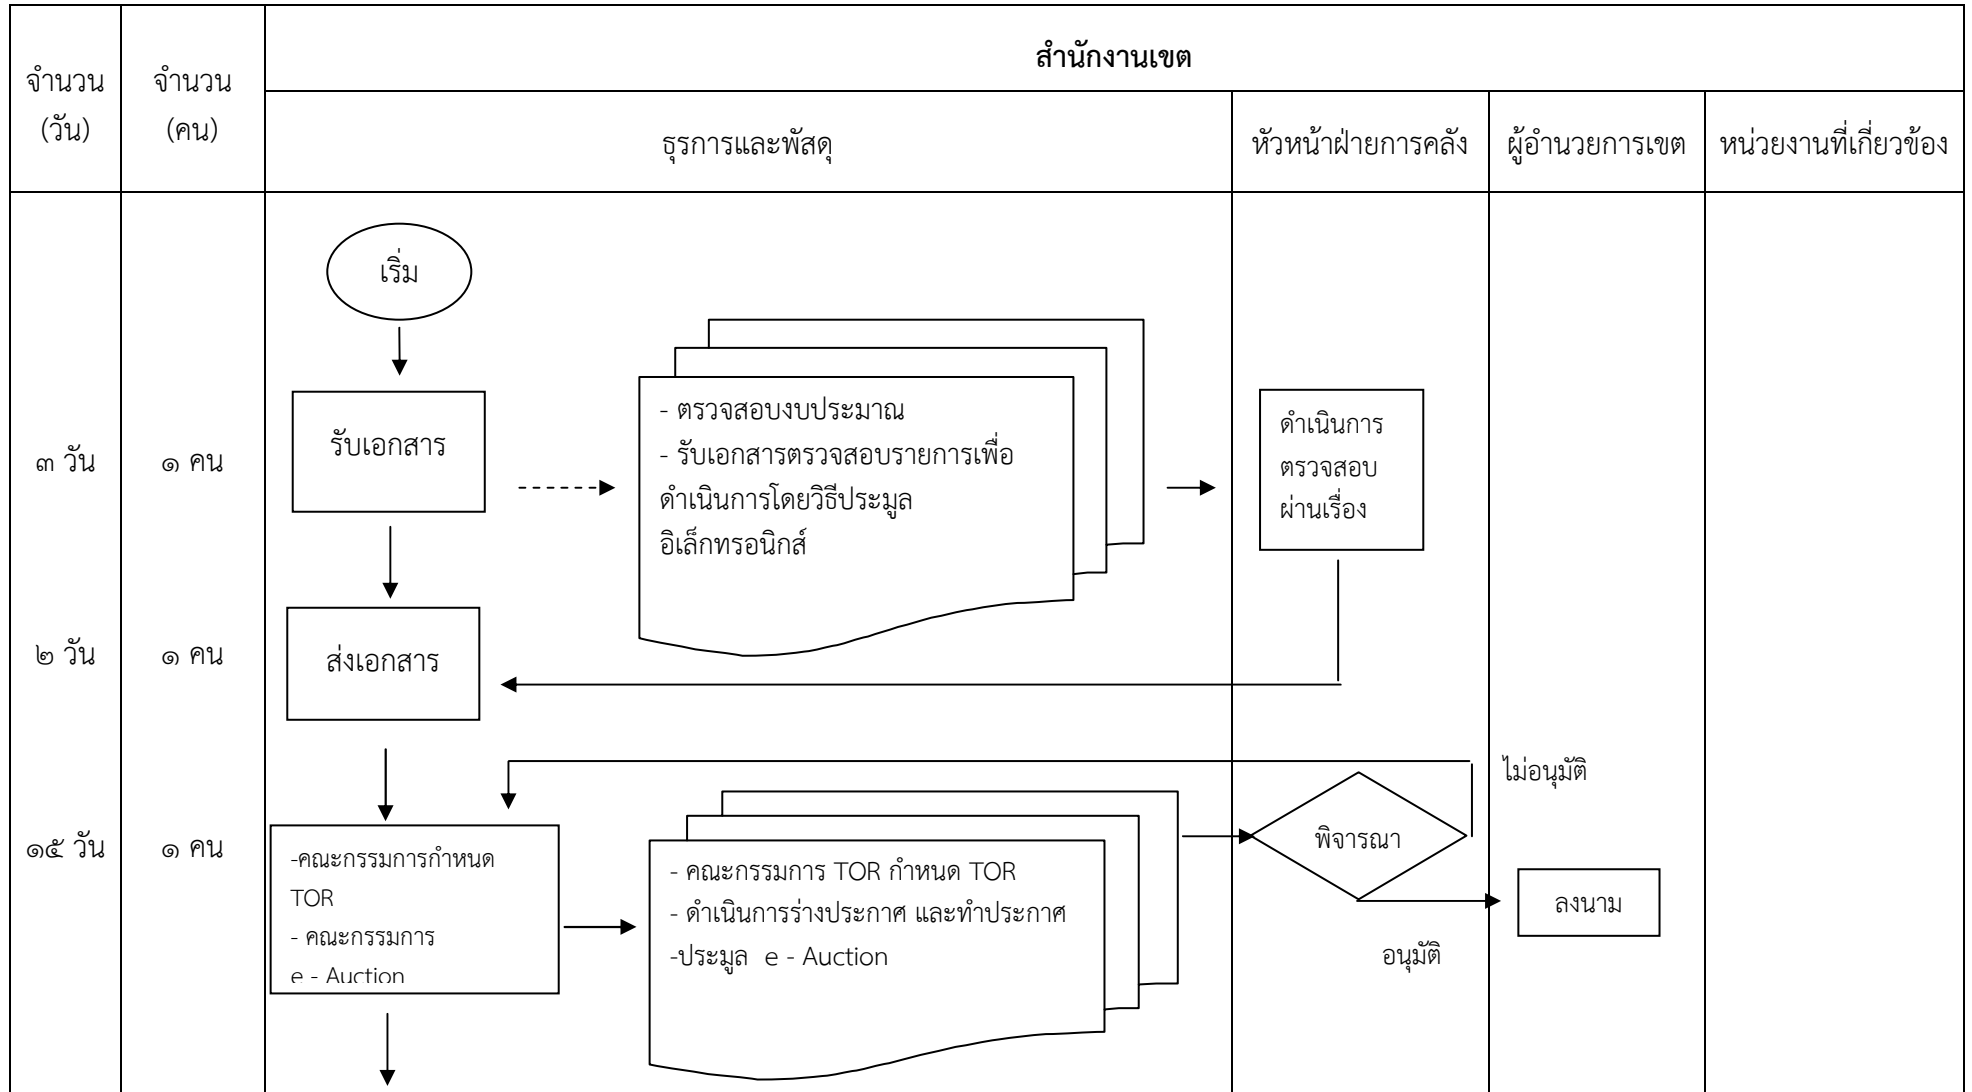 จำนวน
(วัน)
จำนวน
(คน)
สำนักงานเขต
ธุรการและพัสดุ
หัวหน้าฝ่ายการคลัง
ผู้อำนวยการเขต
หน่วยงานที่เกี่ยวข้อง
เริ่ม
๓ วัน
๑ คน
รับเอกสาร
- ตรวจสอบงบประมาณ
- รับเอกสารตรวจสอบรายการเพื่อ
ดำเนินการโดยวิธีประมูล
อิเล็กทรอนิกส์
ดำเนินการ
ตรวจสอบ
ผ่านเรื่อง
๒ วัน
๑ คน
ส่งเอกสาร
๑๕ วัน
๑ คน
-คณะกรรมการกำหนด
TOR
- คณะกรรมการ
e - Auction
- คณะกรรมการ TOR กำหนด TOR
- ดำเนินการร่างประกาศ และทำประกาศ
-ประมูล e - Auction
พิจารณา
ไม่อนุมัติ
อนุมัติ
ลงนาม